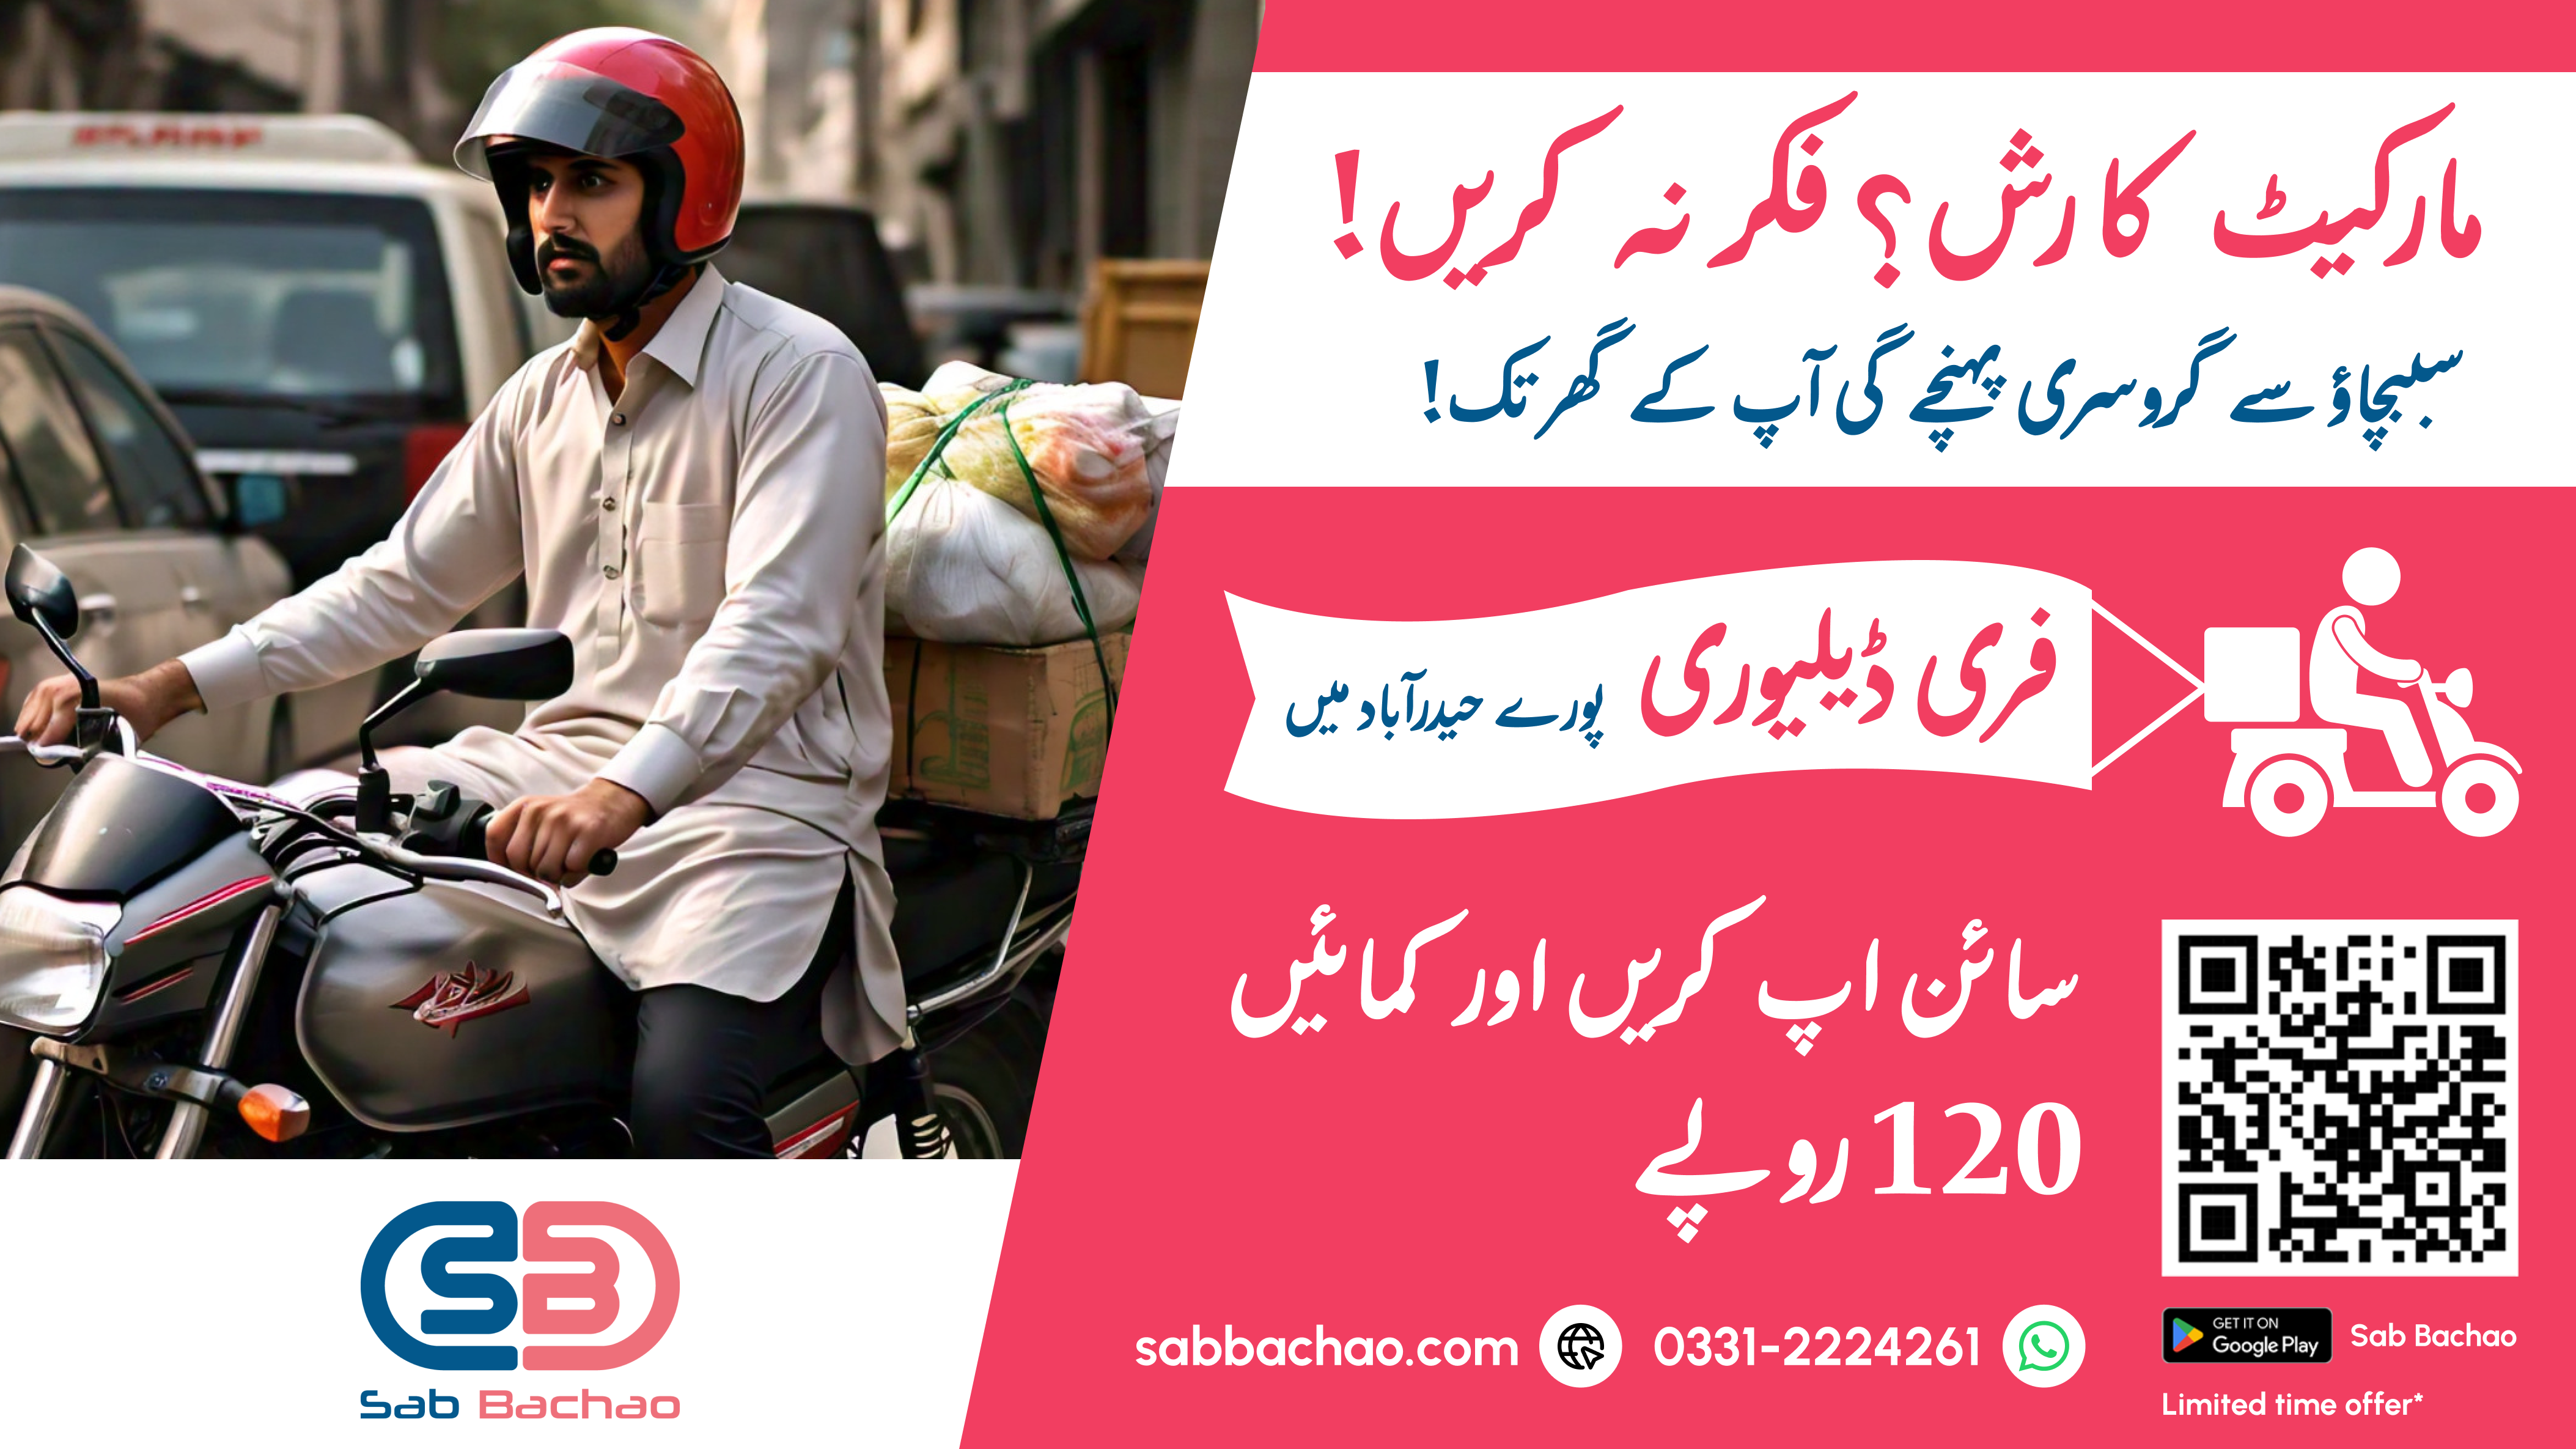 مارکیٹ کا رش؟ فکر نہ کریں!
سببچاؤ سے گروسری پہنچے گی آپ کے گھر تک!
فری ڈیلیوری پورے حیدرآباد میں
سائن اپ کریں اور کمائیں
120 روپے
sabbachao.com 0331-2224261
GET IT ON
Google Play
Sab Bachao
Limited time offer*
SB
Sab Bachao